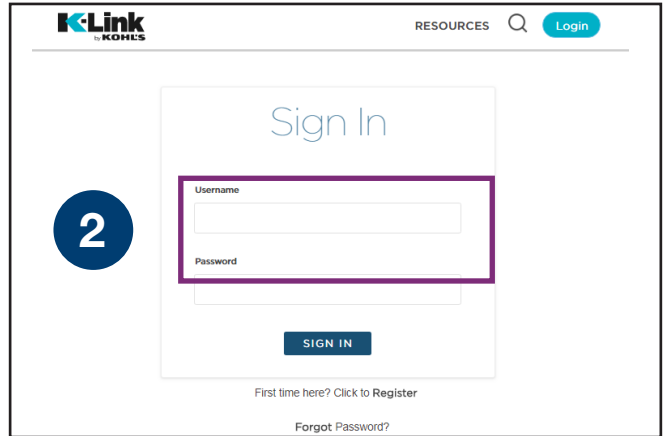 K-Link
by KOHL'S
RESOURCES Login
Sign In
Username
2
Password
SIGN IN
First time here? Click to Register
Forgot Password?